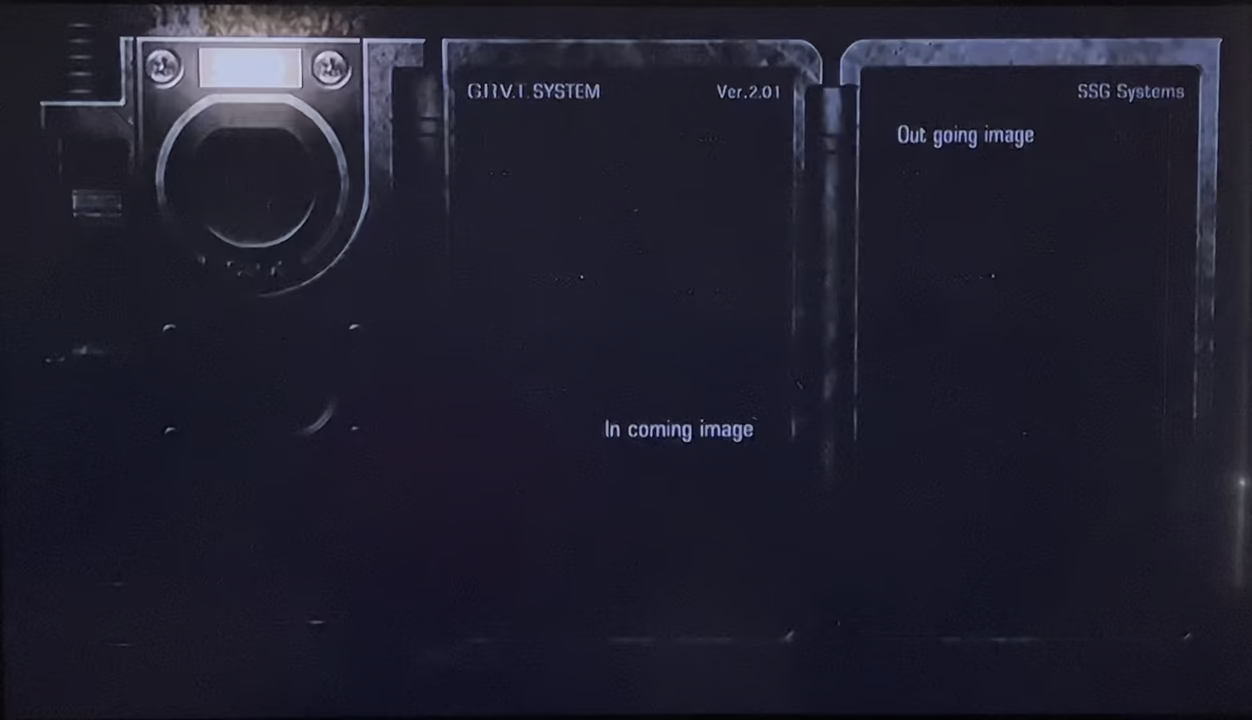 G.I.R.V.T. SYSTEM Ver.2.01
SSG Systems
Out going image
In coming image